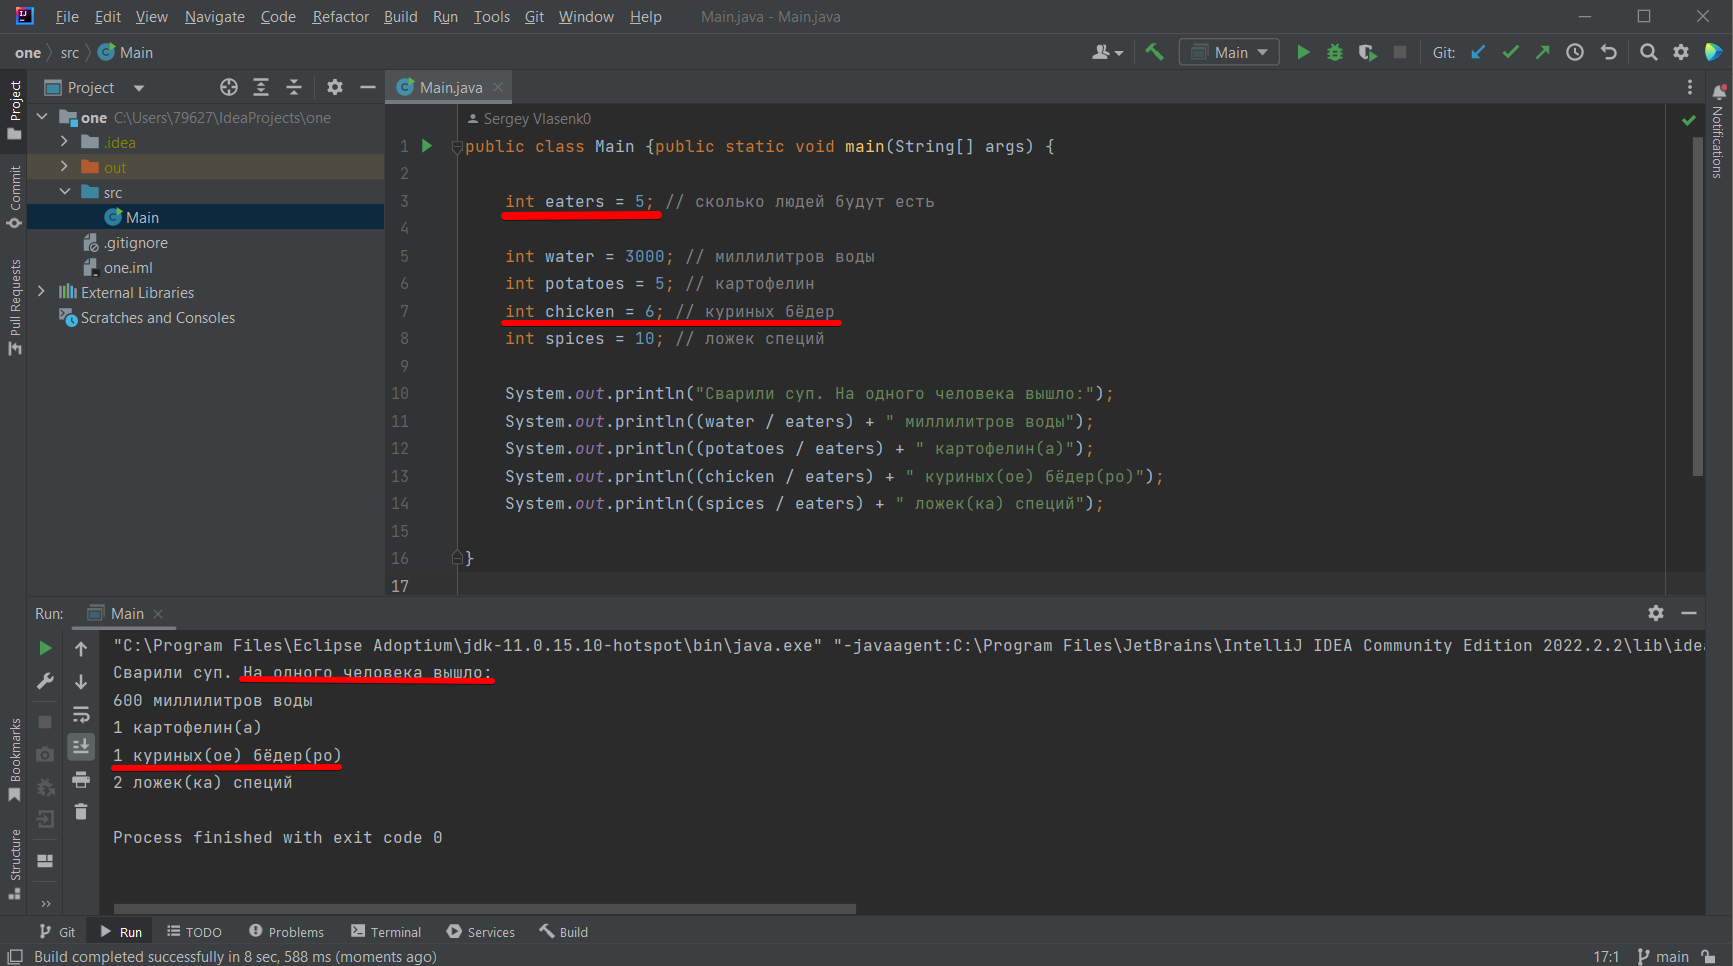 File Edit View Navigate Code Refactor Build Run Tools Git Window Help Main.java - Main.java
one src Main
Main Git:
Project
Main.java
Project
Commit
Pull Requests
Bookmarks
Structure
Notifications
one C:\Users\79627\IdeaProjects\one
.idea
out
src
Main
.gitignore
one.iml
External Libraries
Scratches and Consoles
Sergey Vlasenk0
1 public class Main {public static void main(String[] args) {
2
3 int eaters = 5; // сколько людей будут есть
4
5 int water = 3000; // миллилитров воды
6 int potatoes = 5; // картофелин
7 int chicken = 6; // куриных бёдер
8 int spices = 10; // ложек специй
9
10 System.out.println("Сварили суп. На одного человека вышло:");
11 System.out.println((water / eaters) + " миллилитров воды");
12 System.out.println((potatoes / eaters) + " картофелин(а)");
13 System.out.println((chicken / eaters) + " куриных(ое) бёдер(ро)");
14 System.out.println((spices / eaters) + " ложек(ка) специй");
15
16 }
17
Run: Main
"C:\Program Files\Eclipse Adoptium\jdk-11.0.15.10-hotspot\bin\java.exe" "-javaagent:C:\Program Files\JetBrains\IntelliJ IDEA Community Edition 2022.2.2\lib\idea
Сварили суп. На одного человека вышло:
600 миллилитров воды
1 картофелин(а)
1 куриных(ое) бёдер(ро)
2 ложек(ка) специй
Process finished with exit code 0
Git Run TODO Problems Terminal Services Build
Build completed successfully in 8 sec, 588 ms (moments ago) 17:1 main